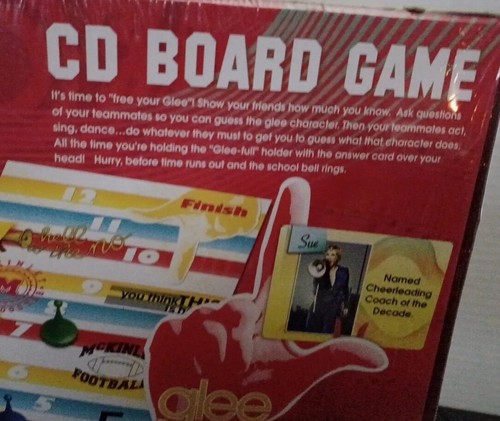 CD BOARD GAME
It's time to "free your Glee"! Show your friends how much you know. Ask questions
of your teammates so you can guess the glee character. Then your teammates act,
sing, dance...do whatever they must to get you to guess what that character does.
All the time you're holding the "Glee-full" holder with the answer card over your
head! Hurry, before time runs out and the school bell rings.
12
Finish
11
10
9
you think THIS
8
7
6
5
McKINL
FOOTBALL
Sue
Named
Cheerleading
Coach of the
Decade.
glee